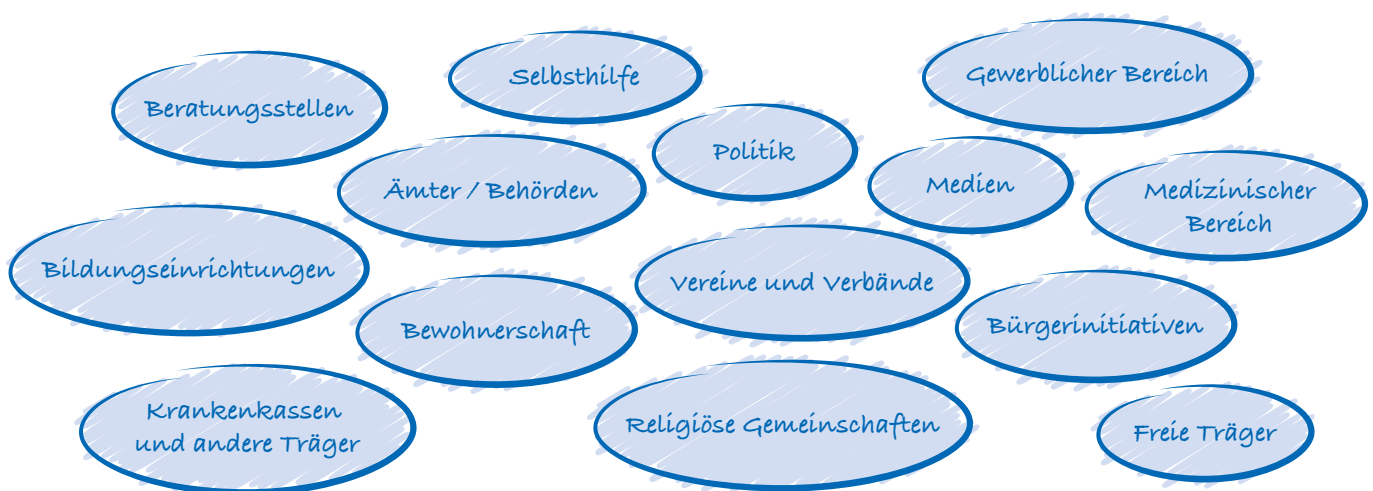 Selbsthilfe
Gewerblicher Bereich
Beratungsstellen
Politik
Ämter / Behörden
Medien
Medizinischer
Bereich
Bildungseinrichtungen
Vereine und Verbände
Bewohnerschaft
Bürgerinitiativen
Krankenkassen
und andere Träger
Religiöse Gemeinschaften
Freie Träger